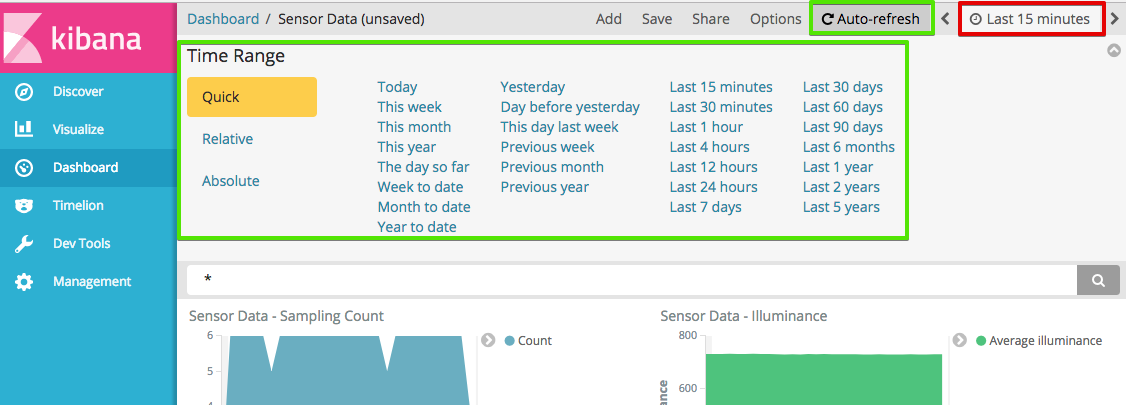 kibana
Dashboard / Sensor Data (unsaved)
Add Save Share Options Auto-refresh Last 15 minutes
Discover
Visualize
Dashboard
Timelion
Dev Tools
Management
Time Range
Quick
Relative
Absolute
Today
This week
This month
This year
The day so far
Week to date
Month to date
Year to date
Yesterday
Day before yesterday
This day last week
Previous week
Previous month
Previous year
Last 15 minutes
Last 30 minutes
Last 1 hour
Last 4 hours
Last 12 hours
Last 24 hours
Last 7 days
Last 30 days
Last 60 days
Last 90 days
Last 6 months
Last 1 year
Last 2 years
Last 5 years
*
Sensor Data - Sampling Count
6
5
Count
Sensor Data - Illuminance
800
600
Average illuminance